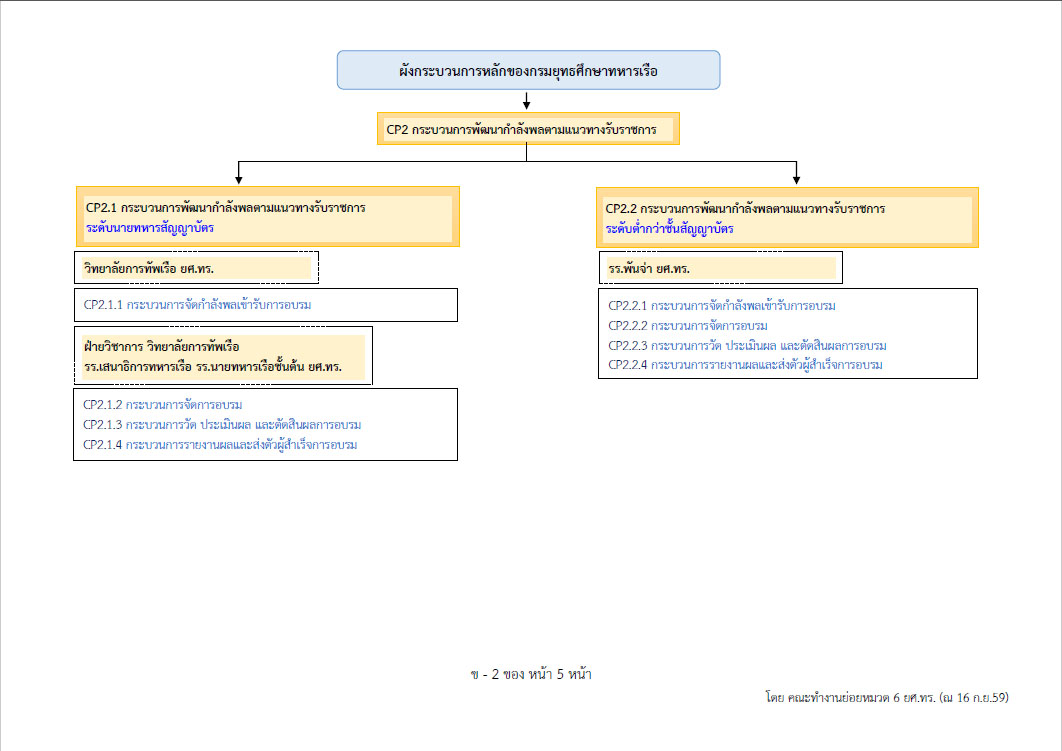 ผังกระบวนการหลักของกรมยุทธศึกษาทหารเรือ
CP2 กระบวนการพัฒนากำลังพลตามแนวทางรับราชการ
CP2.1 กระบวนการพัฒนากำลังพลตามแนวทางรับราชการ
ระดับนายทหารสัญญาบัตร
วิทยาลัยการทัพเรือ ยศ.ทร.
CP2.1.1 กระบวนการจัดกำลังพลเข้ารับการอบรม
ฝ่ายวิชาการ วิทยาลัยการทัพเรือ
รร.เสนาธิการทหารเรือ รร.นายทหารเรือชั้นต้น ยศ.ทร.
CP2.1.2 กระบวนการจัดการอบรม
CP2.1.3 กระบวนการวัด ประเมินผล และตัดสินผลการอบรม
CP2.1.4 กระบวนการรายงานผลและส่งตัวผู้สำเร็จการอบรม
CP2.2 กระบวนการพัฒนากำลังพลตามแนวทางรับราชการ
ระดับต่ำกว่าชั้นสัญญาบัตร
รร.พันจ่า ยศ.ทร.
CP2.2.1 กระบวนการจัดกำลังพลเข้ารับการอบรม
CP2.2.2 กระบวนการจัดการอบรม
CP2.2.3 กระบวนการวัด ประเมินผล และตัดสินผลการอบรม
CP2.2.4 กระบวนการรายงานผลและส่งตัวผู้สำเร็จการอบรม
ข - 2 ของ หน้า 5 หน้า
โดย คณะทำงานย่อยหมวด 6 ยศ.ทร. (ณ 16 ก.ย.59)